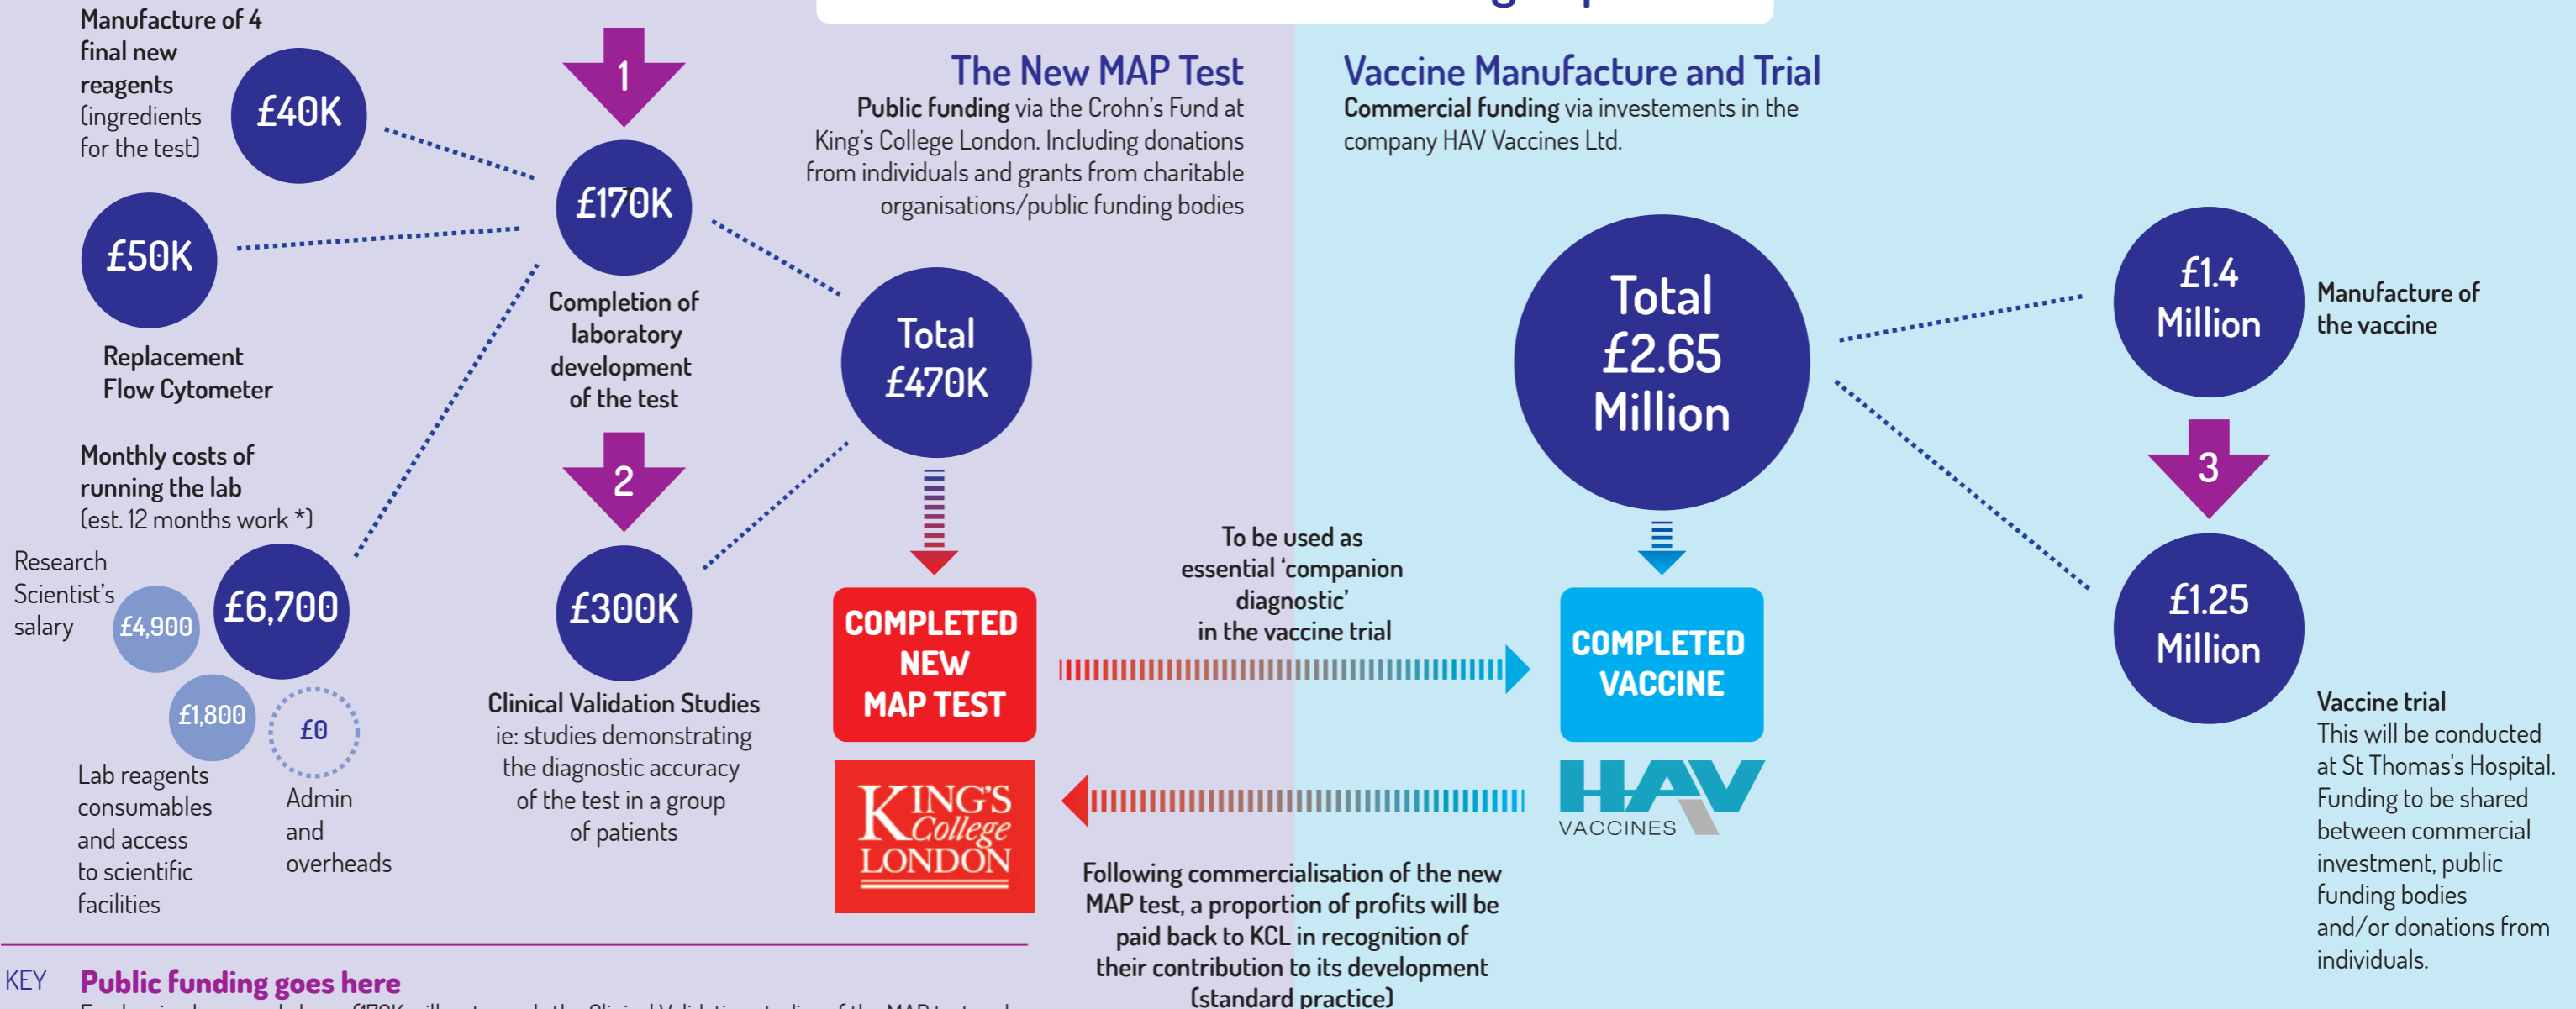 Manufacture of 4
final new
reagents
(ingredients
for the test)
£40K
£50K
Replacement
Flow Cytometer
Monthly costs of
running the lab
(est. 12 months work *)
Research
Scientist's
salary
£4,900
£6,700
£1,800
£0
Lab reagents
consumables
and access
to scientific
facilities
Admin
and
overheads
1
£170K
Completion of
laboratory
development
of the test
2
£300K
Clinical Validation Studies
ie: studies demonstrating
the diagnostic accuracy
of the test in a group
of patients
The New MAP Test
Public funding via the Crohn's Fund at
King's College London. Including donations
from individuals and grants from charitable
organisations/public funding bodies
Total
£470K
COMPLETED
NEW
MAP TEST
KING'S
College
LONDON
To be used as
essential 'companion
diagnostic'
in the vaccine trial
Following commercialisation of the new
MAP test, a proportion of profits will be
paid back to KCL in recognition of
their contribution to its development
(standard practice)
Vaccine Manufacture and Trial
Commercial funding via investements in the
company HAV Vaccines Ltd.
Total
£2.65
Million
COMPLETED
VACCINE
HAV
VACCINES
£1.4
Million
Manufacture of
the vaccine
3
£1.25
Million
Vaccine trial
This will be conducted
at St Thomas's Hospital.
Funding to be shared
between commercial
investment, public
funding bodies
and/or donations from
individuals.
KEY
Public funding goes here